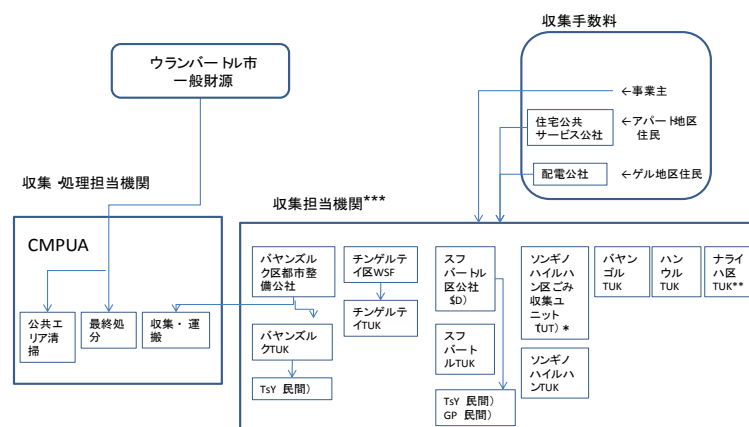 収集手数料
ウランバートル市
一般財源
←事業主
住宅公共
サービス公社
←アパート地区
住民
配電公社
←ゲル地区住民
収集・処理担当機関
収集担当機関***
CMPUA
公共エ
リア清
掃
最終処
分
収集・ 運
搬
バヤンズル
ク区都市整
備公社
バヤンズル
クTUK
TsY 民間）
チンゲルテ
イ区WSF
チンゲルテ
イTUK
スフ
バートル
区公社
SD）
スフ
バート
ルTUK
TsY 民間）
GP 民間）
ソンギノ
ハイルハ
ン区ごみ
収集ユ
ニット
TUT）*
ソンギノ
ハイルハ
ンTUK
バヤン
ゴル
TUK
ハン
ウル
TUK
ナライ
ハ区
TUK**